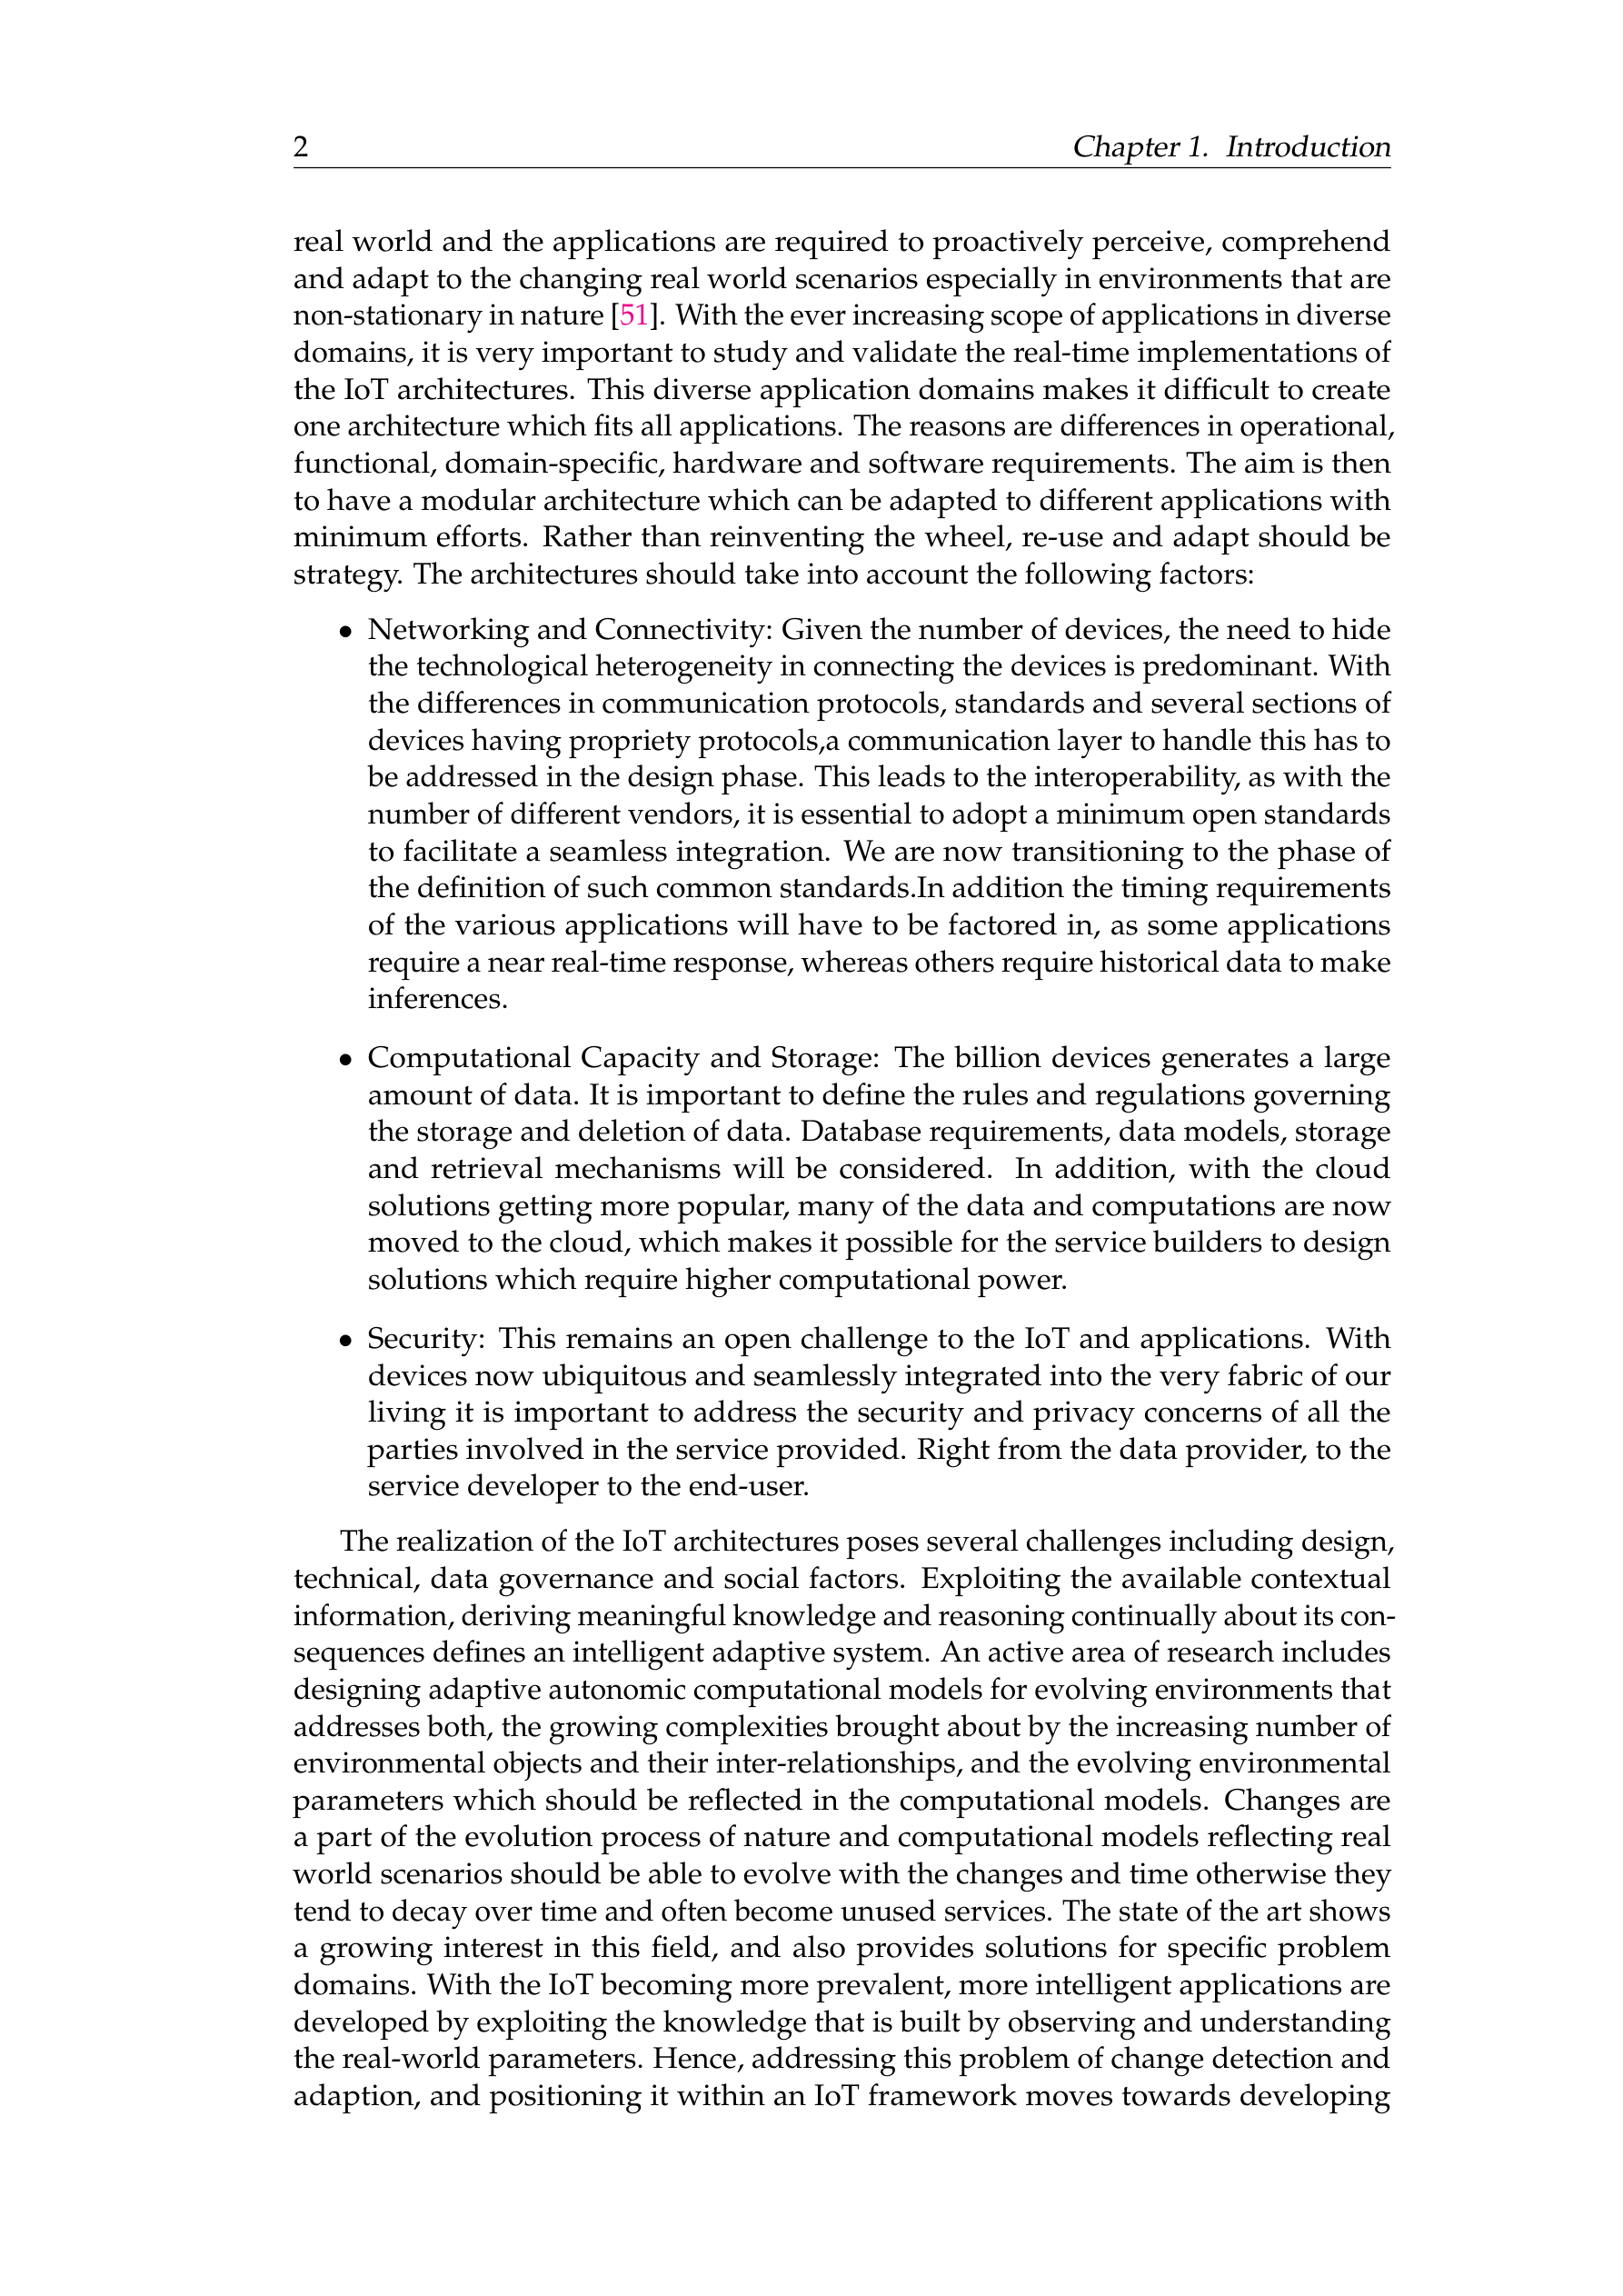 2 Chapter 1. Introduction
real world and the applications are required to proactively perceive, comprehend
and adapt to the changing real world scenarios especially in environments that are
non-stationary in nature [51]. With the ever increasing scope of applications in diverse
domains, it is very important to study and validate the real-time implementations of
the IoT architectures. This diverse application domains makes it difficult to create
one architecture which fits all applications. The reasons are differences in operational,
functional, domain-specific, hardware and software requirements. The aim is then
to have a modular architecture which can be adapted to different applications with
minimum efforts. Rather than reinventing the wheel, re-use and adapt should be
strategy. The architectures should take into account the following factors:
• Networking and Connectivity: Given the number of devices, the need to hide
the technological heterogeneity in connecting the devices is predominant. With
the differences in communication protocols, standards and several sections of
devices having propriety protocols,a communication layer to handle this has to
be addressed in the design phase. This leads to the interoperability, as with the
number of different vendors, it is essential to adopt a minimum open standards
to facilitate a seamless integration. We are now transitioning to the phase of
the definition of such common standards.In addition the timing requirements
of the various applications will have to be factored in, as some applications
require a near real-time response, whereas others require historical data to make
inferences.
• Computational Capacity and Storage: The billion devices generates a large
amount of data. It is important to define the rules and regulations governing
the storage and deletion of data. Database requirements, data models, storage
and retrieval mechanisms will be considered. In addition, with the cloud
solutions getting more popular, many of the data and computations are now
moved to the cloud, which makes it possible for the service builders to design
solutions which require higher computational power.
• Security: This remains an open challenge to the IoT and applications. With
devices now ubiquitous and seamlessly integrated into the very fabric of our
living it is important to address the security and privacy concerns of all the
parties involved in the service provided. Right from the data provider, to the
service developer to the end-user.
The realization of the IoT architectures poses several challenges including design,
technical, data governance and social factors. Exploiting the available contextual
information, deriving meaningful knowledge and reasoning continually about its con-
sequences defines an intelligent adaptive system. An active area of research includes
designing adaptive autonomic computational models for evolving environments that
addresses both, the growing complexities brought about by the increasing number of
environmental objects and their inter-relationships, and the evolving environmental
parameters which should be reflected in the computational models. Changes are
a part of the evolution process of nature and computational models reflecting real
world scenarios should be able to evolve with the changes and time otherwise they
tend to decay over time and often become unused services. The state of the art shows
a growing interest in this field, and also provides solutions for specific problem
domains. With the IoT becoming more prevalent, more intelligent applications are
developed by exploiting the knowledge that is built by observing and understanding
the real-world parameters. Hence, addressing this problem of change detection and
adaption, and positioning it within an IoT framework moves towards developing